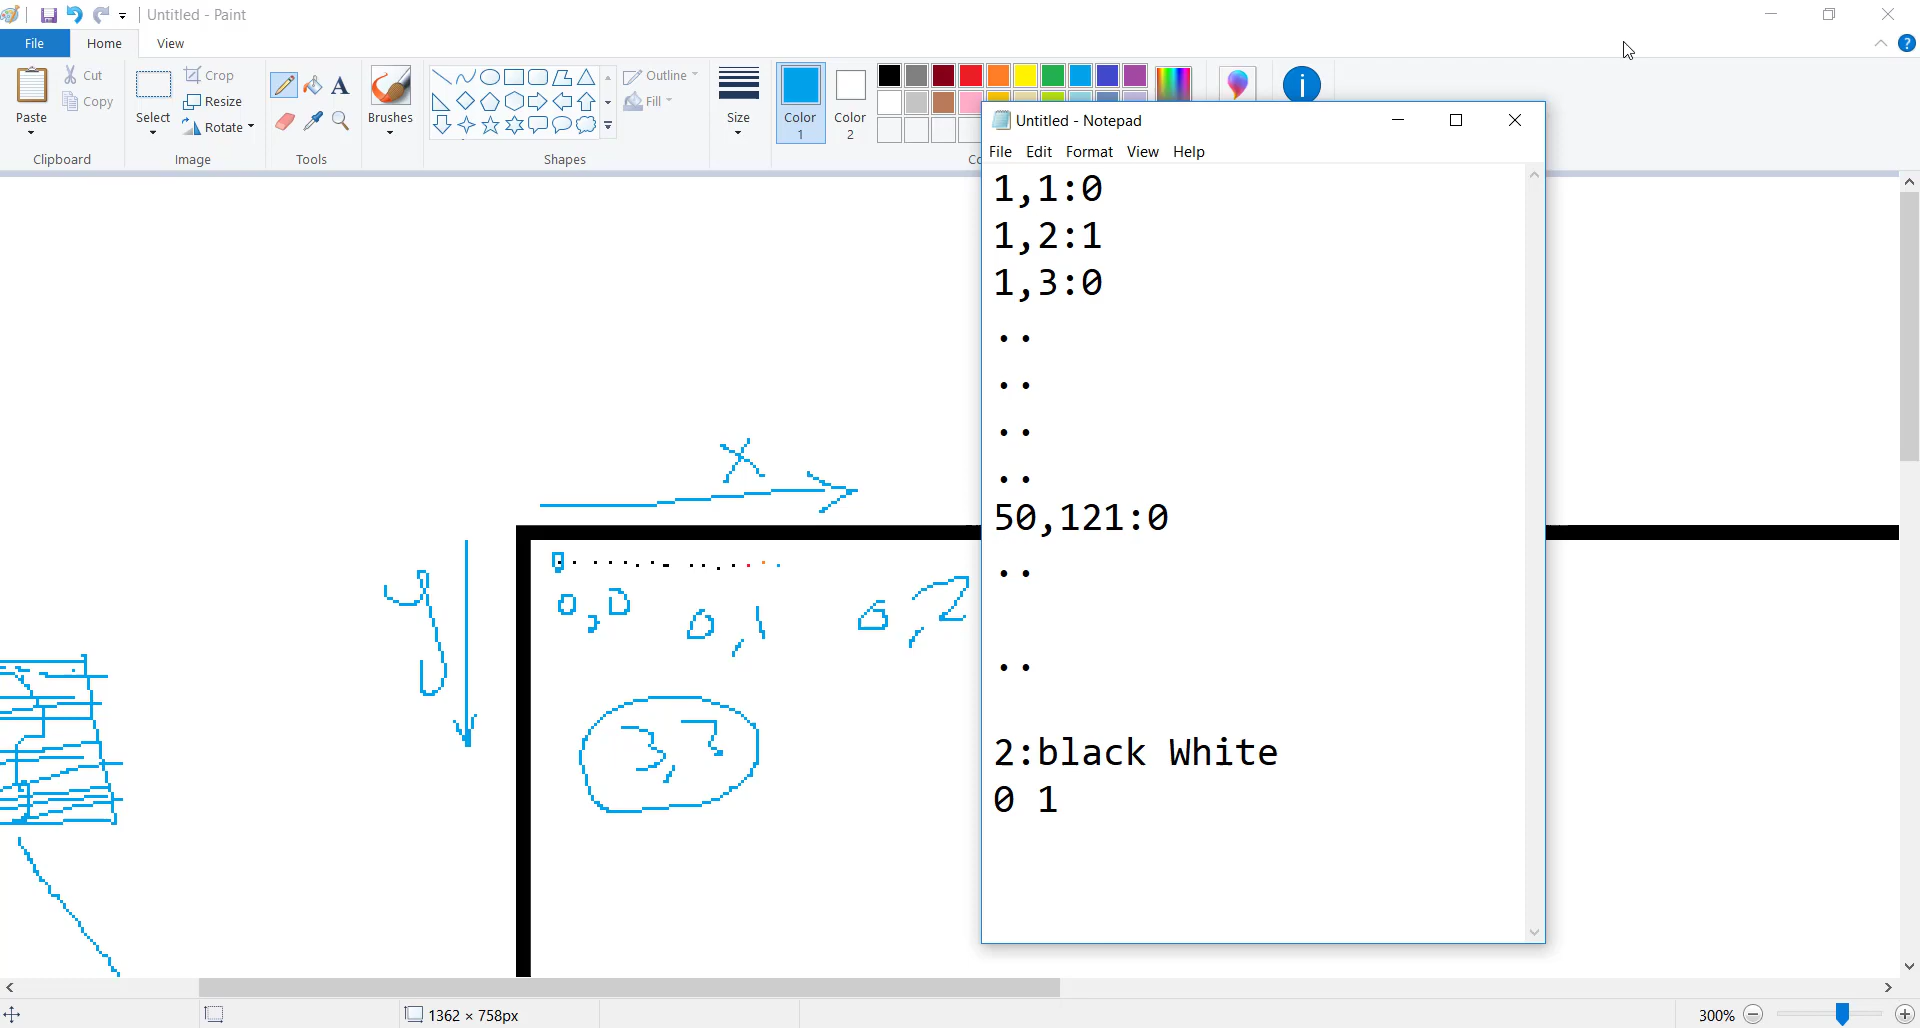 Untitled - Paint
File Home View
Paste
Cut
Copy
Clipboard
Select
Crop
Resize
Rotate
Image
Tools
Brushes
Shapes
Outline
Fill
Size
Color 1
Color 2
Untitled - Notepad
File Edit Format View Help
1,1:0
1,2:1
1,3:0
..
..
..
..
50,121:0
..
..
2:black White
0 1
X
y
0,0 0,1 0,2
1362 × 758px
300%